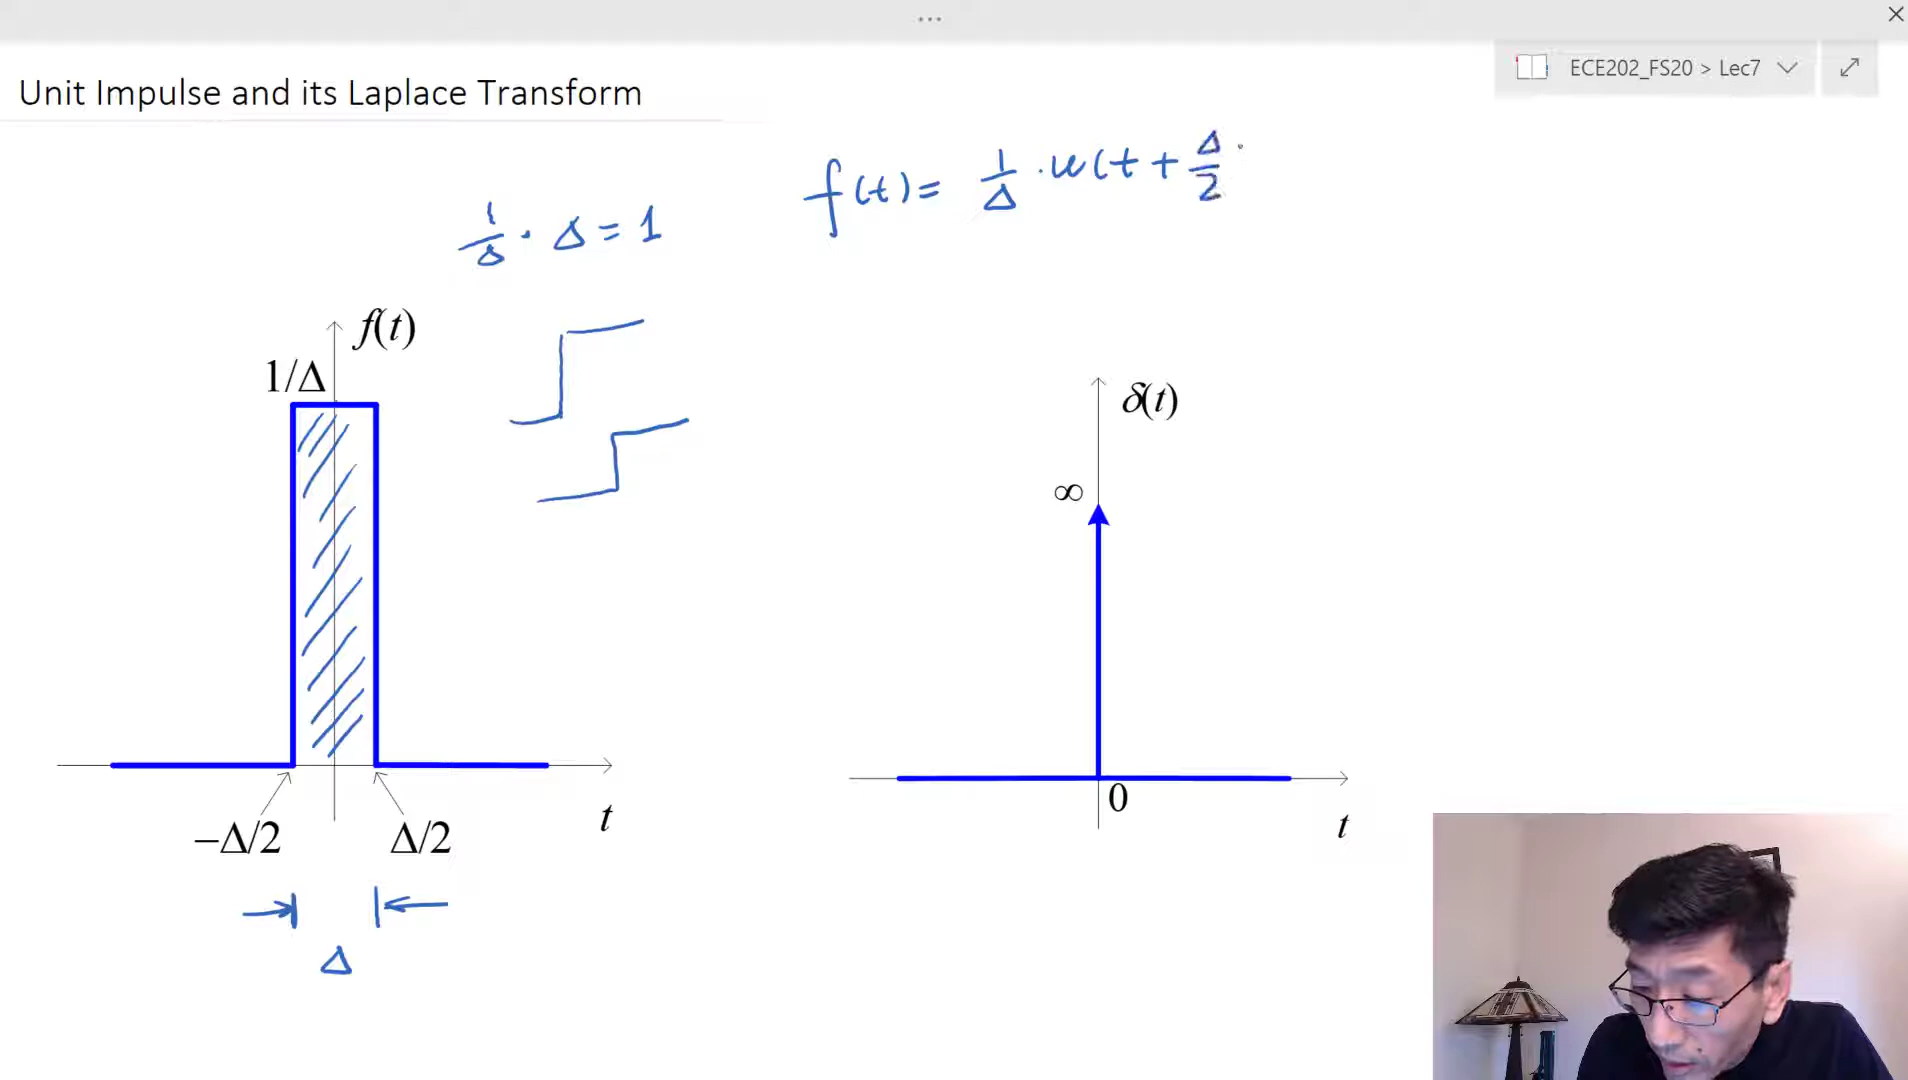 ...
ECE202_FS20 > Lec7
Unit Impulse and its Laplace Transform
f(t) = 1/Δ · u(t + Δ/2
1/Δ · Δ = 1
f(t)
1/Δ
δ(t)
∞
0
t
t
−Δ/2
Δ/2
Δ